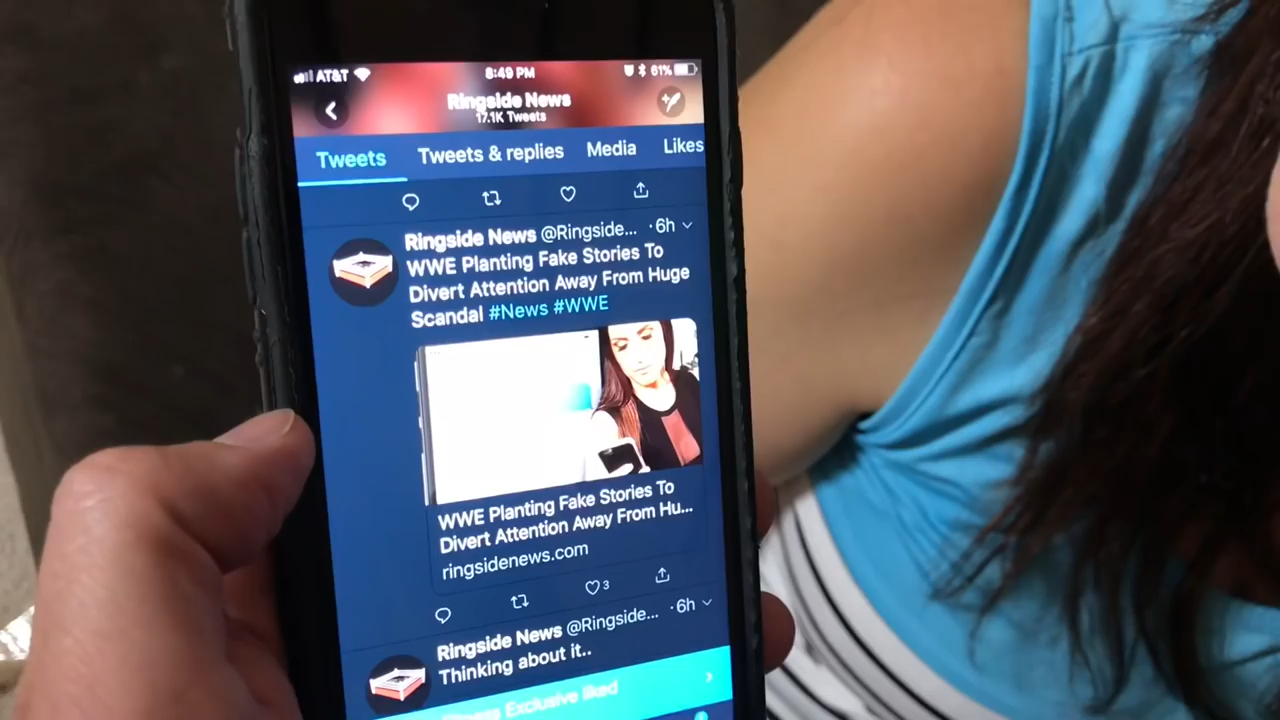 AT&T 8:49 PM 61%
Ringside News
17.1K Tweets
Tweets Tweets & replies Media Likes
Ringside News @Ringside... · 6h
WWE Planting Fake Stories To
Divert Attention Away From Huge
Scandal #News #WWE
WWE Planting Fake Stories To
Divert Attention Away From Hu...
ringsidenews.com
3
Ringside News @Ringside... · 6h
Thinking about it..
Exclusive liked